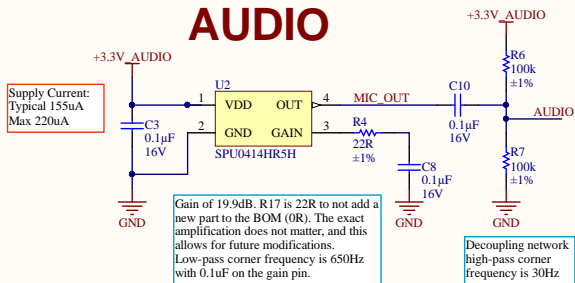 AUDIO
+3.3V_AUDIO
+3.3V_AUDIO
R6
100k
±1%
Supply Current:
Typical 155uA
Max 220uA
U2
1 VDD OUT 4
MIC_OUT
C10
0.1µF
16V
AUDIO
C3
0.1µF
16V
2 GND GAIN 3
SPU0414HR5H
R4
22R
±1%
C8
0.1µF
16V
R7
100k
±1%
GND
GND
GND
Gain of 19.9dB. R17 is 22R to not add a
new part to the BOM (0R). The exact
amplification does not matter, and this
allows for future modifications.
Low-pass corner frequency is 650Hz
with 0.1uF on the gain pin.
Decoupling network
high-pass corner
frequency is 30Hz